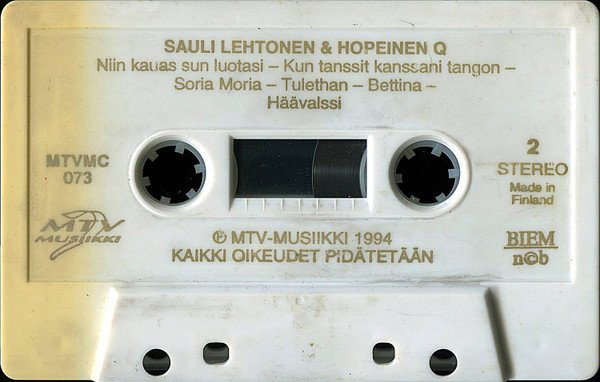 SAULI LEHTONEN & HOPEINEN Q
Niin kauas sun luotasi – Kun tanssit kanssani tangon –
Soria Moria – Tulethan – Bettina –
Häävalssi
MTVMC
073
2
STEREO
Made in
Finland
MTV
MUSIIKKI
℗ MTV-MUSIIKKI 1994
KAIKKI OIKEUDET PIDÄTETÄÄN
BIEM
n©b